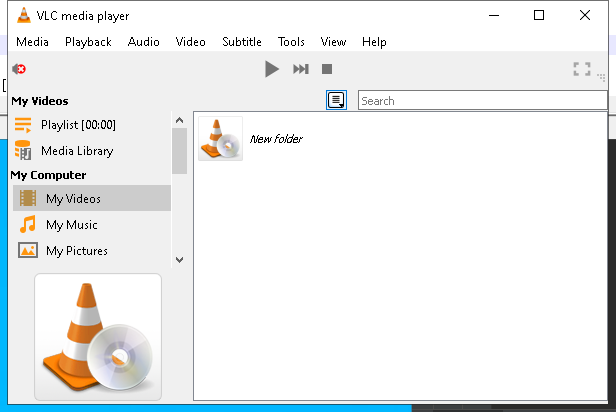 VLC media player
Media Playback Audio Video Subtitle Tools View Help
My Videos
Search
Playlist [00:00]
Media Library
My Computer
My Videos
My Music
My Pictures
New folder